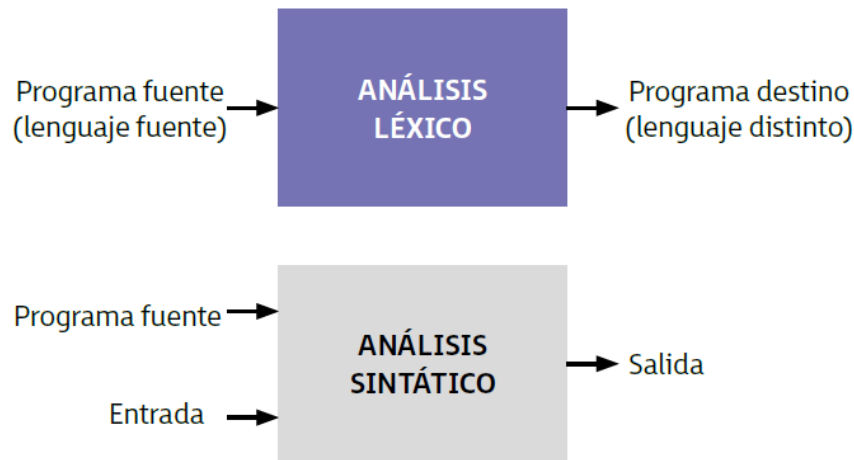 Programa fuente
(lenguaje fuente)
ANÁLISIS
LÉXICO
Programa destino
(lenguaje distinto)
Programa fuente
Entrada
ANÁLISIS
SINTÁTICO
Salida